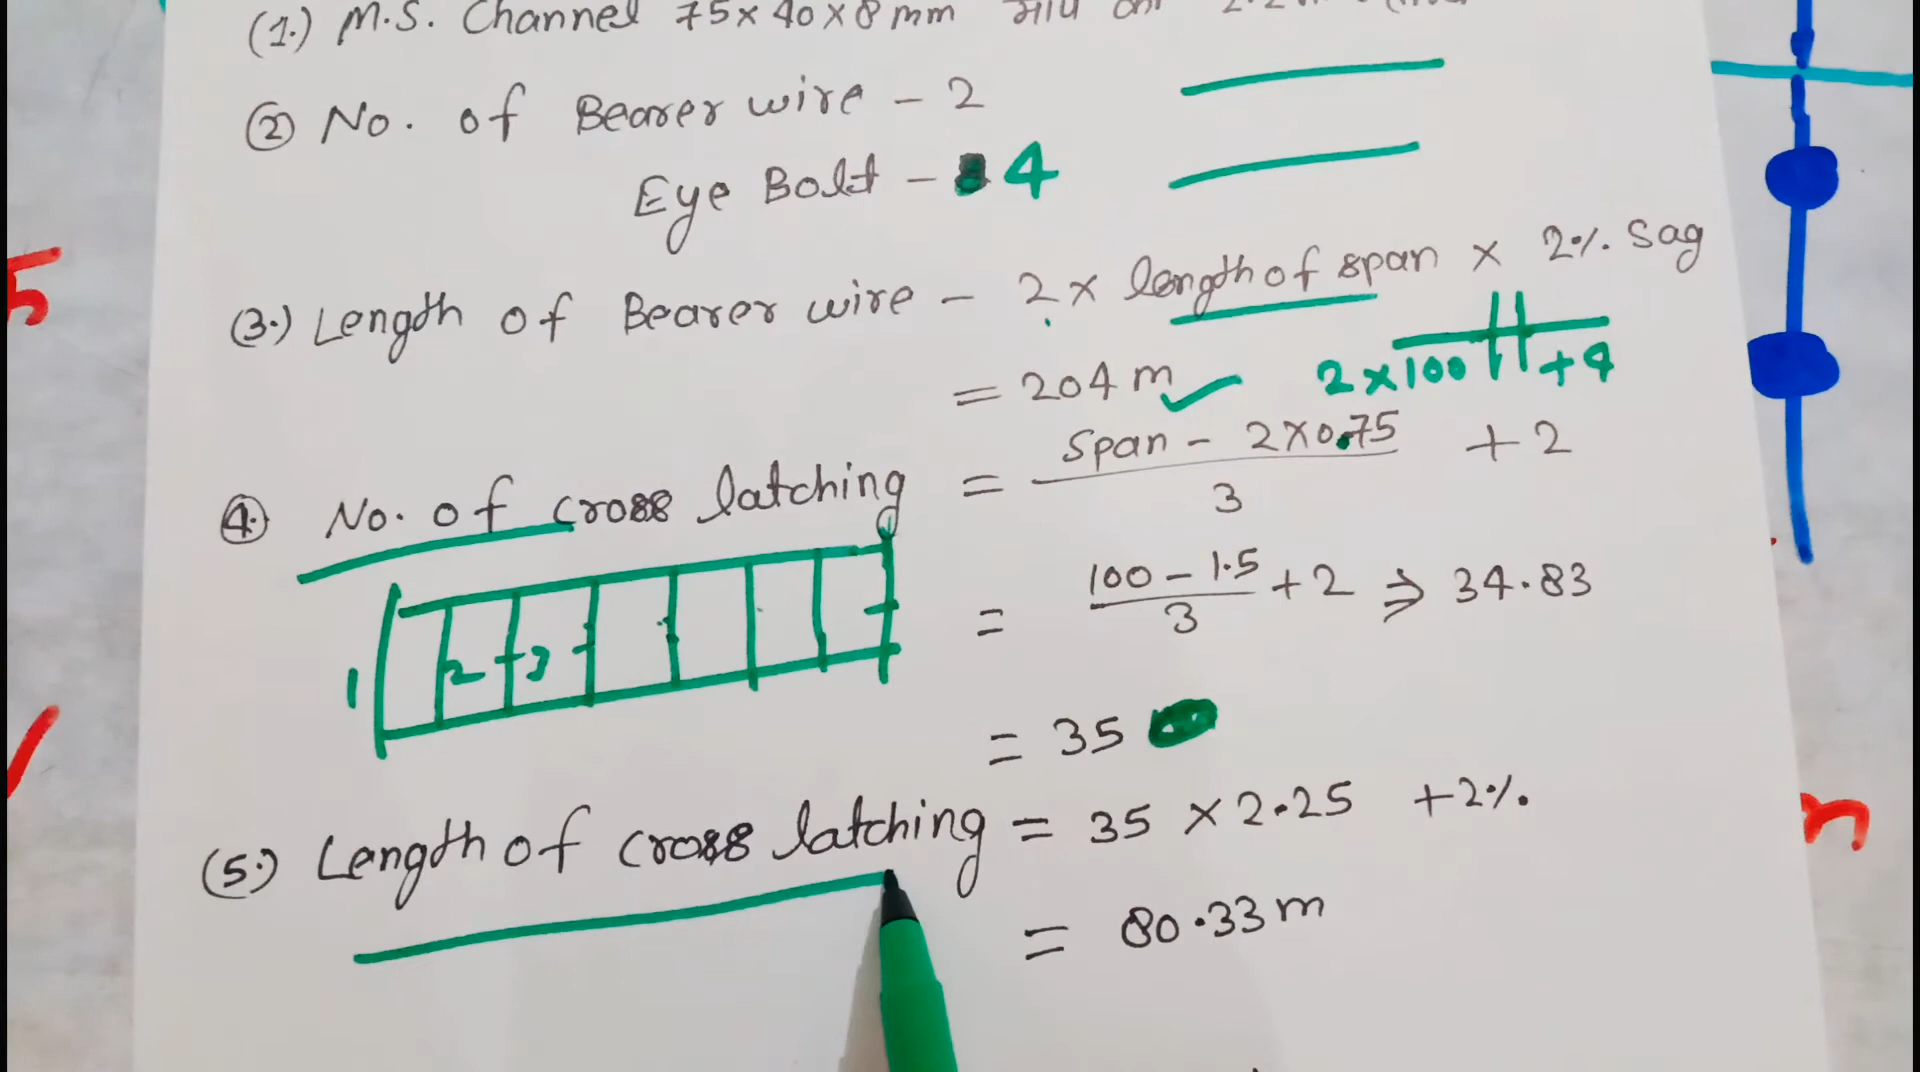 (1.) M.S. Channel 75 x 40 x 8 mm माप का
② No. of Bearer wire - 2
Eye Bolt - 4
(3.) Length of Bearer wire - 2 x length of span x 2%. Sag
= 204 m 2 x 100 + 4
④ No. of cross latching = Span - 2 x 0.75 / 3 + 2
= 100 - 1.5 / 3 + 2 ⇒ 34.83
1 2 3
= 35
(5.) Length of cross latching = 35 x 2.25 + 2%.
= 80.33 m
5
n